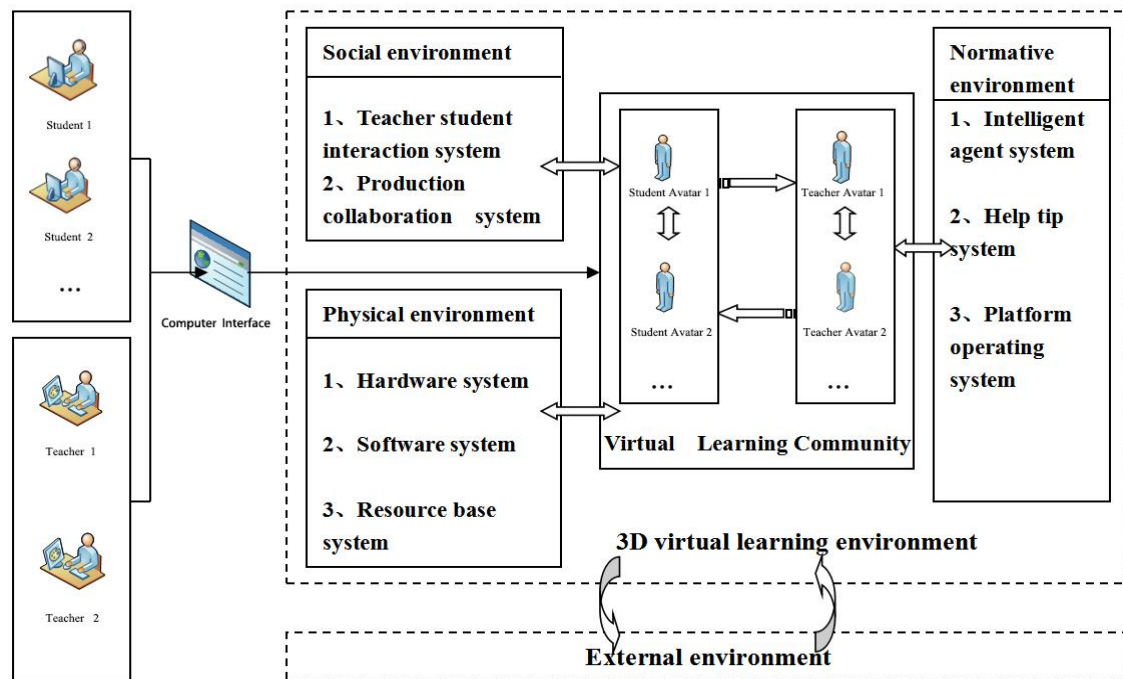 Student 1
Student 2
...
Teacher 1
Teacher 2
Computer Interface
Social environment
1、Teacher student
interaction system
2、Production
collaboration system
Physical environment
1、Hardware system
2、Software system
3、Resource base
system
Student Avatar 1
Student Avatar 2
...
Teacher Avatar 1
Teacher Avatar 2
...
Virtual Learning Community
Normative
environment
1、Intelligent
agent system
2、Help tip
system
3、Platform
operating
system
3D virtual learning environment
External environment